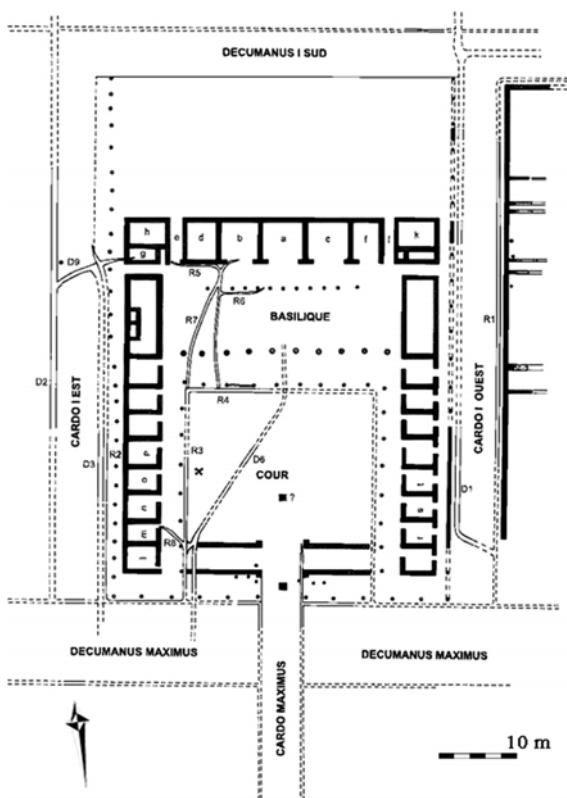 DECUMANUS I SUD
h
g
e
d
b
a
c
f
k
D9
R5
R6
R7
BASILIQUE
R1
D2
CARDO I EST
R4
CARDO I OUEST
D3
R2
R3
COUR
D6
?
D1
p
o
n
m
l
R8
t
s
r
DECUMANUS MAXIMUS
DECUMANUS MAXIMUS
CARDO MAXIMUS
10 m